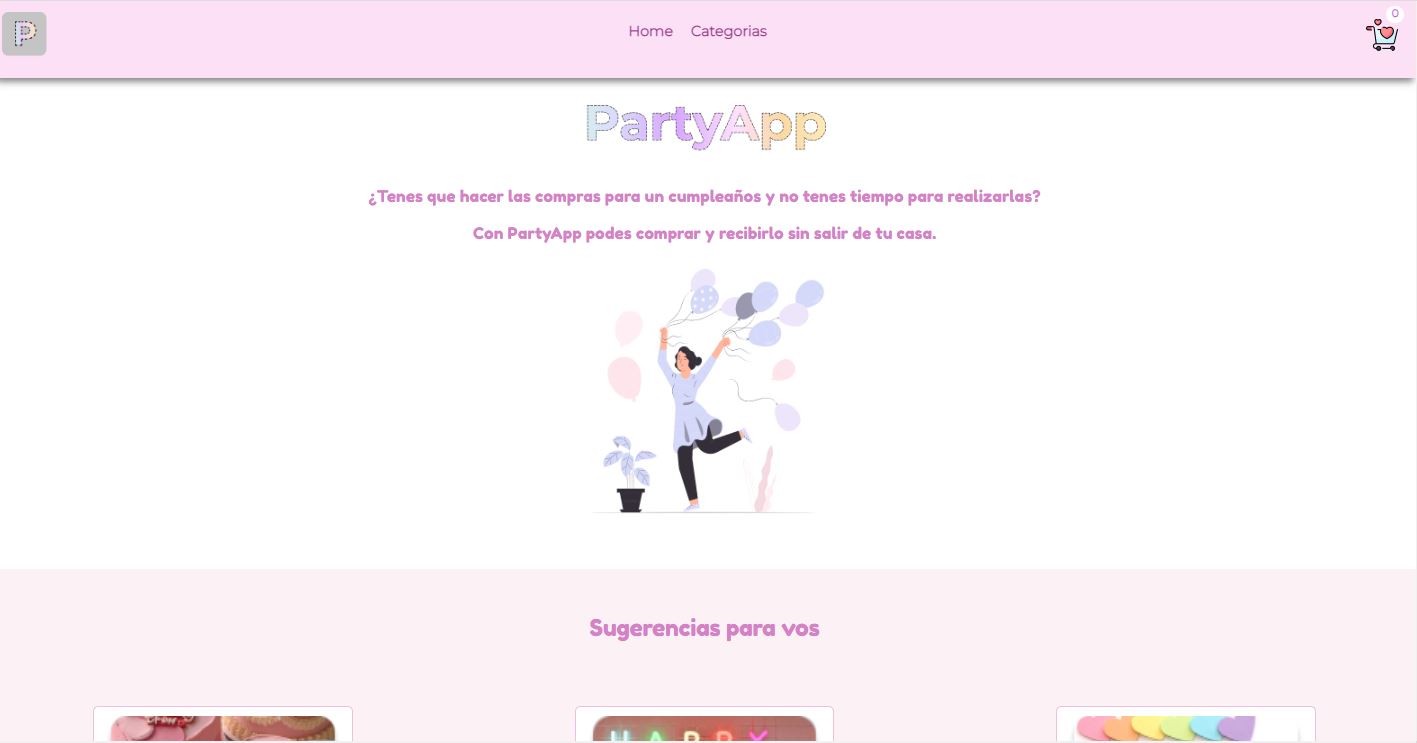 P
Home Categorias
0
PartyApp
¿Tenes que hacer las compras para un cumpleaños y no tenes tiempo para realizarlas?
Con PartyApp podes comprar y recibirlo sin salir de tu casa.
Sugerencias para vos
HAPPY